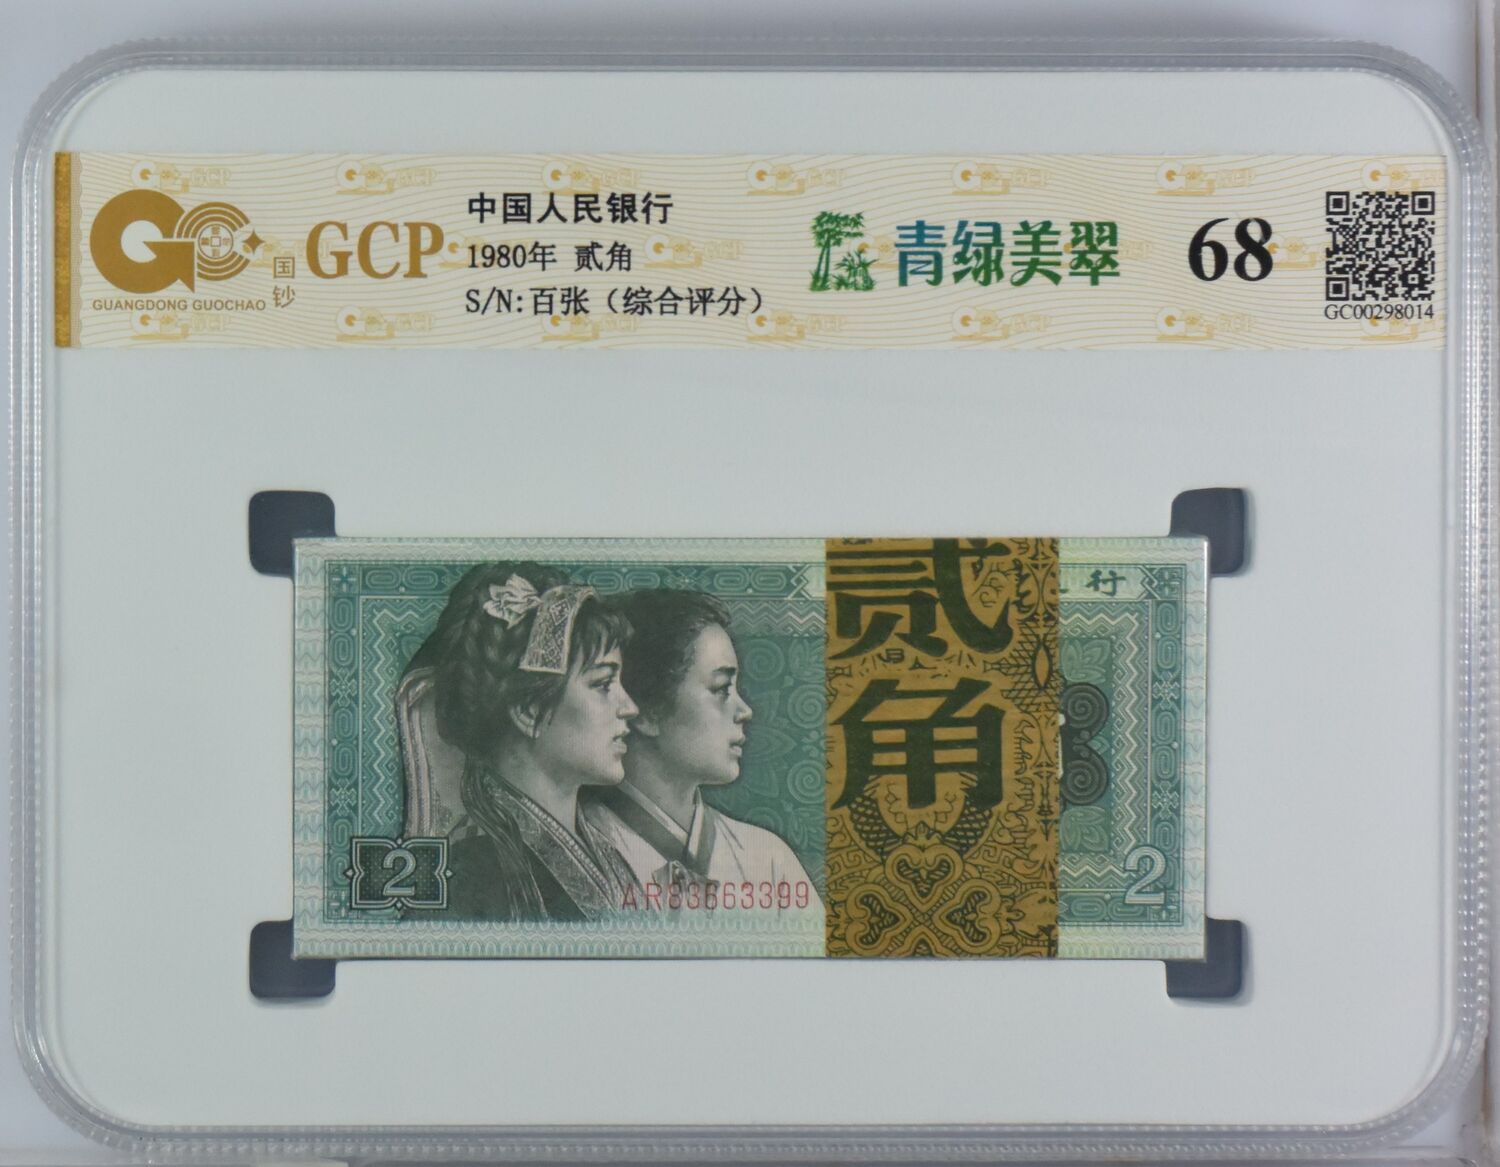 GUANGDONG GUOCHAO
国钞
GCP
中国人民银行
1980年 贰角
S/N:百张（综合评分）
青绿美翠
68
GC00298014
贰角
行
2
AR83663399
2